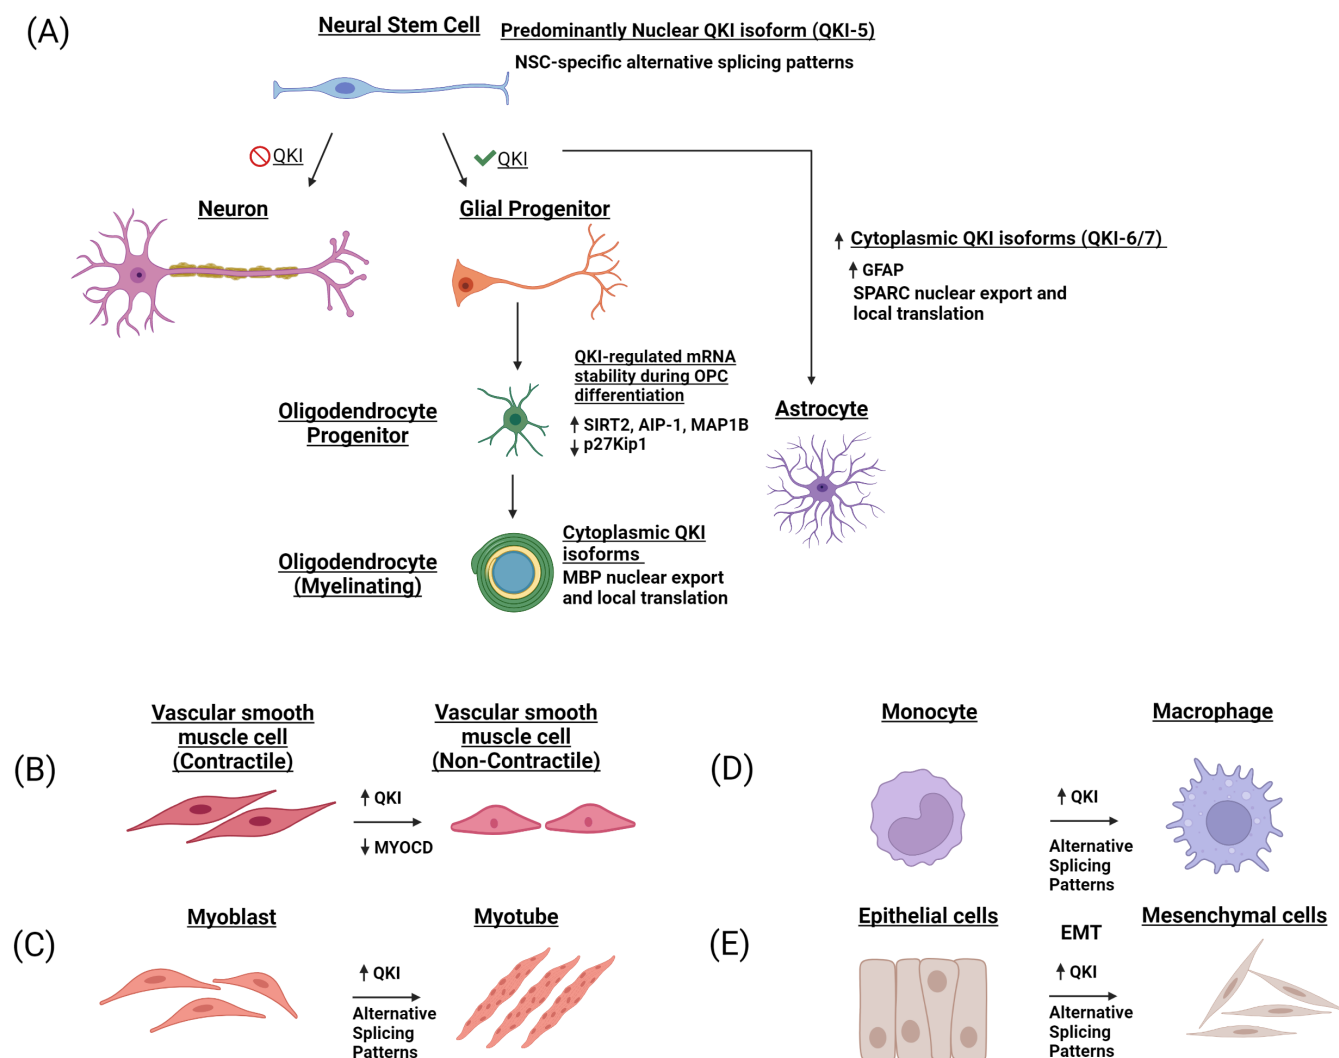 (A)
Neural Stem Cell
Predominantly Nuclear QKI isoform (QKI-5)
NSC-specific alternative splicing patterns
QKI
QKI
Neuron
Glial Progenitor
Cytoplasmic QKI isoforms (QKI-6/7)
GFAP
SPARC nuclear export and
local translation
QKI-regulated mRNA
stability during OPC
differentiation
SIRT2, AIP-1, MAP1B
p27Kip1
Oligodendrocyte
Progenitor
Astrocyte
Oligodendrocyte
(Myelinating)
Cytoplasmic QKI
isoforms
MBP nuclear export
and local translation
(B)
Vascular smooth
muscle cell
(Contractile)
↑ QKI
↓ MYOCD
Vascular smooth
muscle cell
(Non-Contractile)
(C)
Myoblast
↑ QKI
Alternative
Splicing
Patterns
Myotube
(D)
Monocyte
↑ QKI
Alternative
Splicing
Patterns
Macrophage
(E)
Epithelial cells
EMT
↑ QKI
Alternative
Splicing
Patterns
Mesenchymal cells